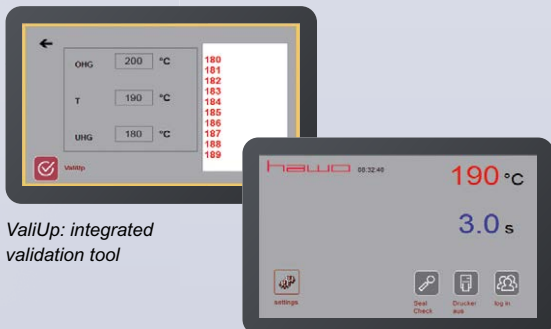 OHG 200 °C
T 190 °C
UHG 180 °C
180
181
182
183
184
185
186
187
188
189
ValiUp
ValiUp: integrated
validation tool
hawo 08:32:48
190 °C
3.0 s
settings
Seal
Check
Drucker
aus
log in